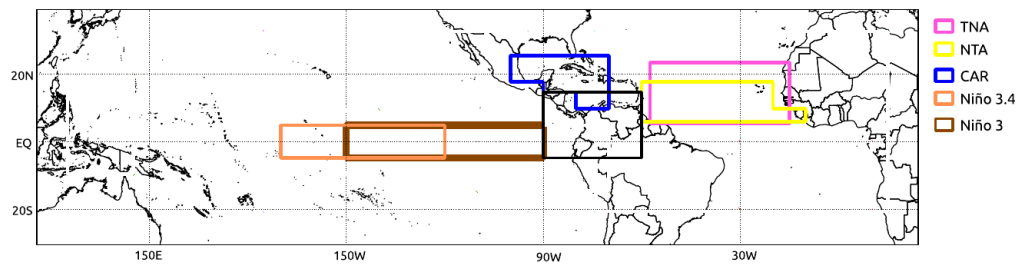 TNA
NTA
CAR
Niño 3.4
Niño 3
20N
EQ
20S
150E
150W
90W
30W